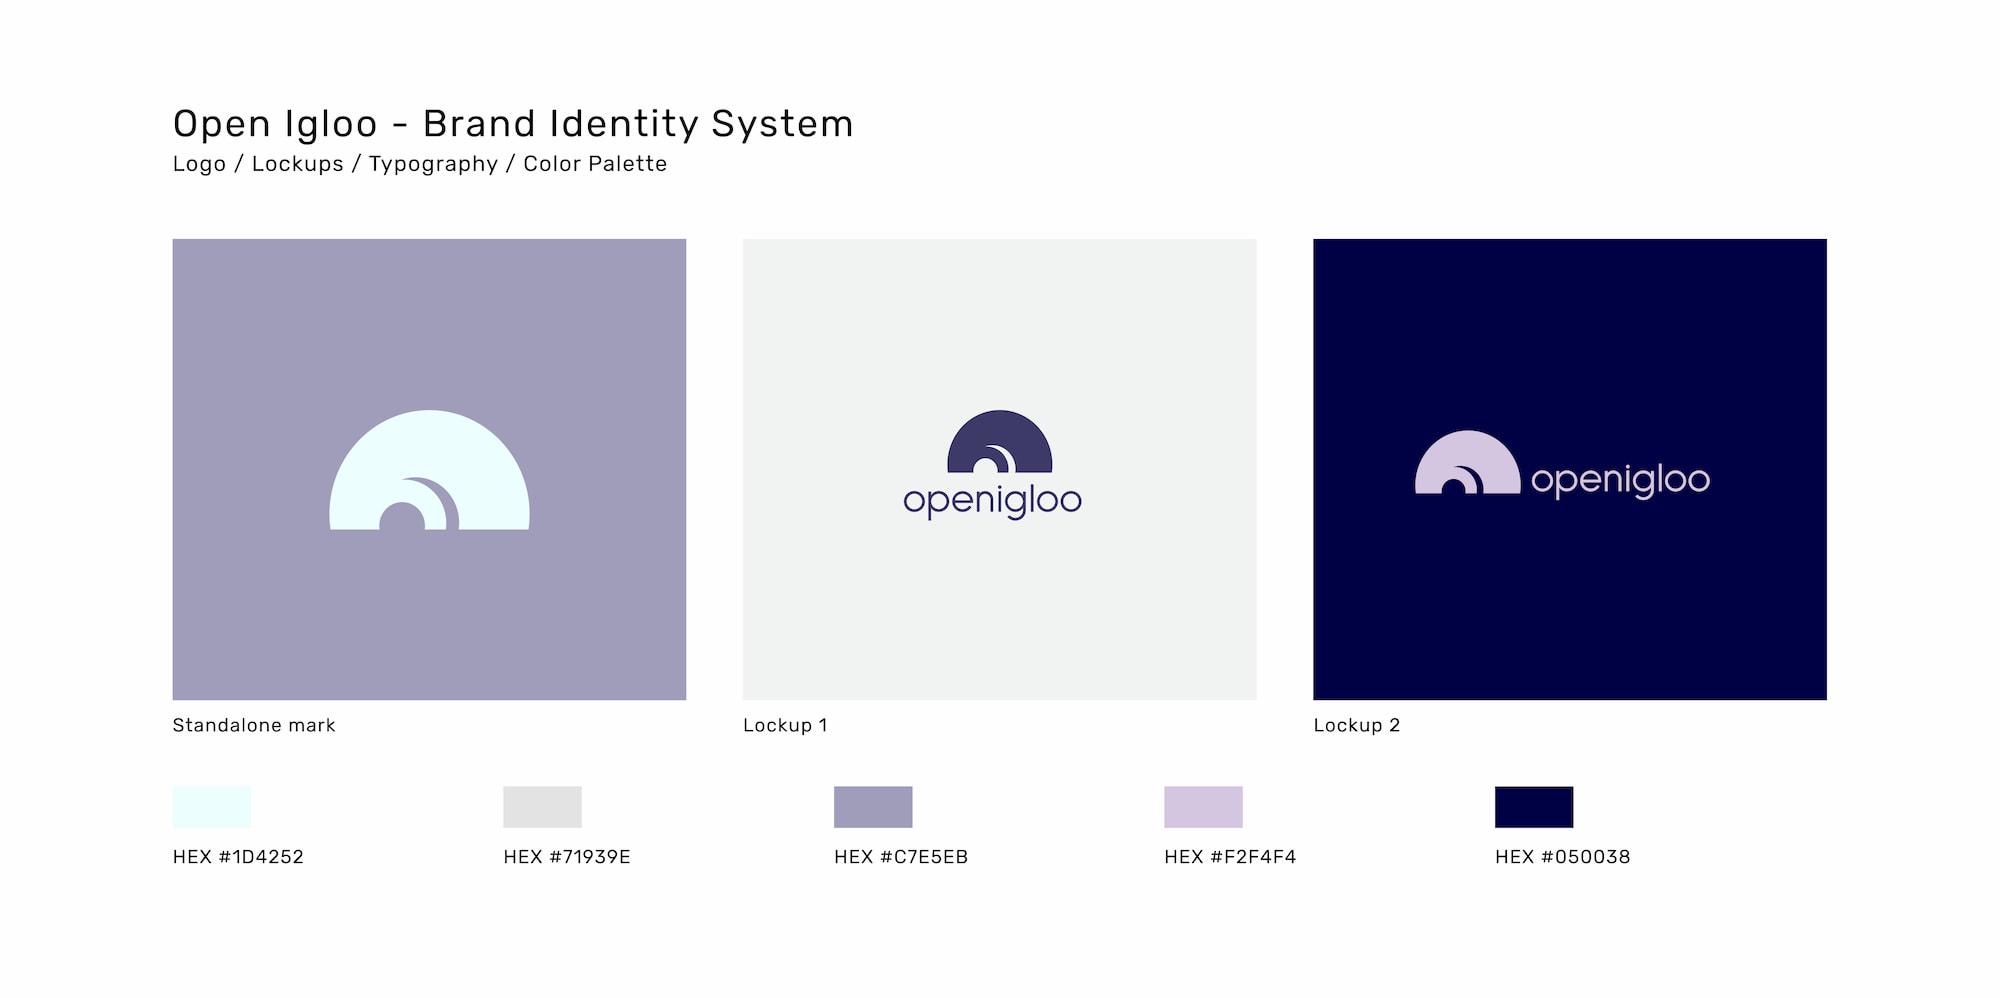 Open Igloo - Brand Identity System
Logo / Lockups / Typography / Color Palette
openigloo
openigloo
Standalone mark
Lockup 1
Lockup 2
HEX #1D4252
HEX #71939E
HEX #C7E5EB
HEX #F2F4F4
HEX #050038